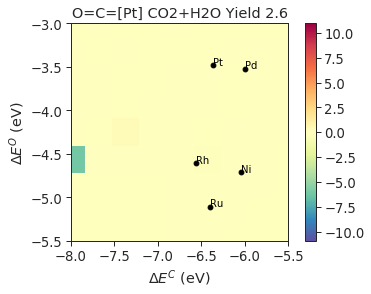 O=C=[Pt] CO2+H2O Yield 2.6
−3.0
−3.5
−4.0
−4.5
−5.0
−5.5
ΔE^O (eV)
Pt
Pd
Rh
Ni
Ru
−8.0 −7.5 −7.0 −6.5 −6.0 −5.5
ΔE^C (eV)
10.0
7.5
5.0
2.5
0.0
−2.5
−5.0
−7.5
−10.0